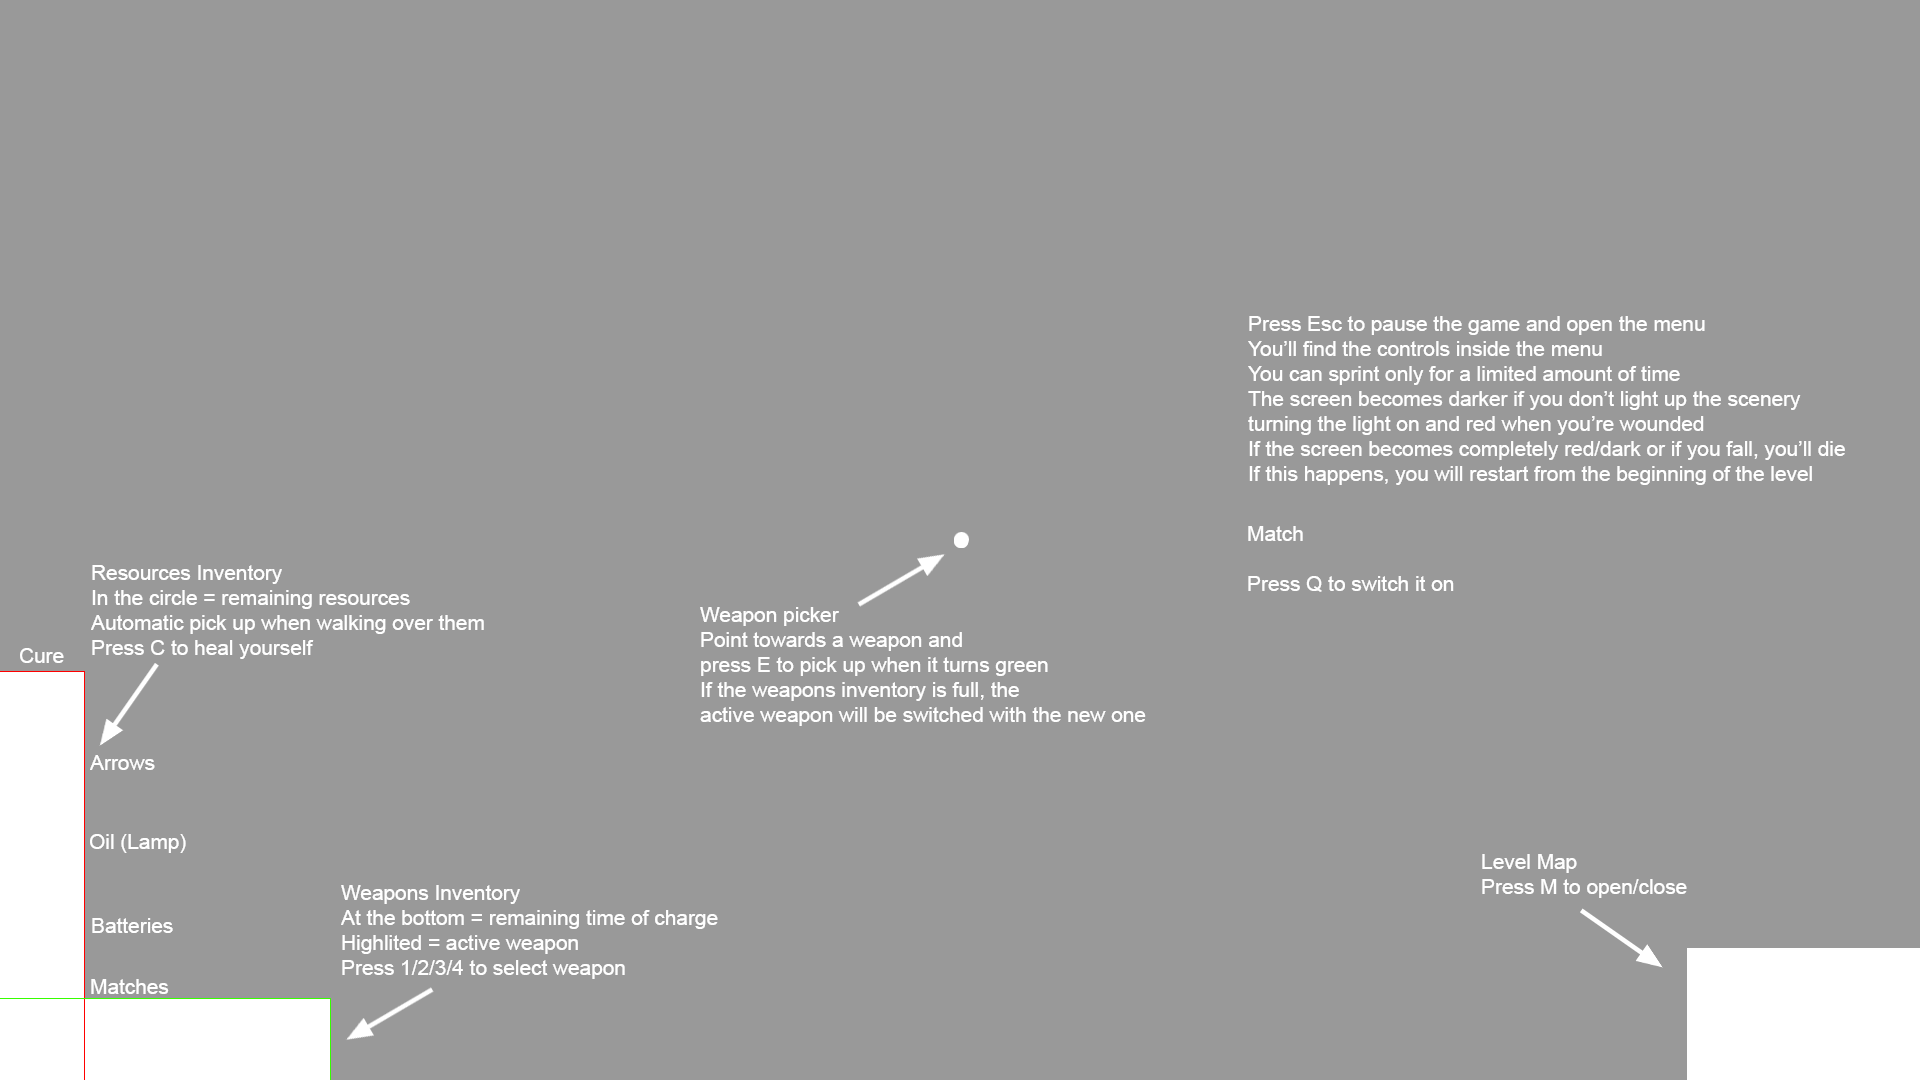 Press Esc to pause the game and open the menu
You’ll find the controls inside the menu
You can sprint only for a limited amount of time
The screen becomes darker if you don’t light up the scenery
turning the light on and red when you’re wounded
If the screen becomes completely red/dark or if you fall, you’ll die
If this happens, you will restart from the beginning of the level
Match
Press Q to switch it on
Resources Inventory
In the circle = remaining resources
Automatic pick up when walking over them
Press C to heal yourself
Cure
Arrows
Oil (Lamp)
Batteries
Matches
Weapon picker
Point towards a weapon and
press E to pick up when it turns green
If the weapons inventory is full, the
active weapon will be switched with the new one
Weapons Inventory
At the bottom = remaining time of charge
Highlited = active weapon
Press 1/2/3/4 to select weapon
Level Map
Press M to open/close